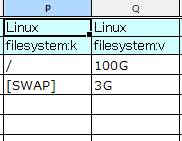 P Q
Linux Linux
filesystem:k filesystem:v
/ 100G
[SWAP] 3G